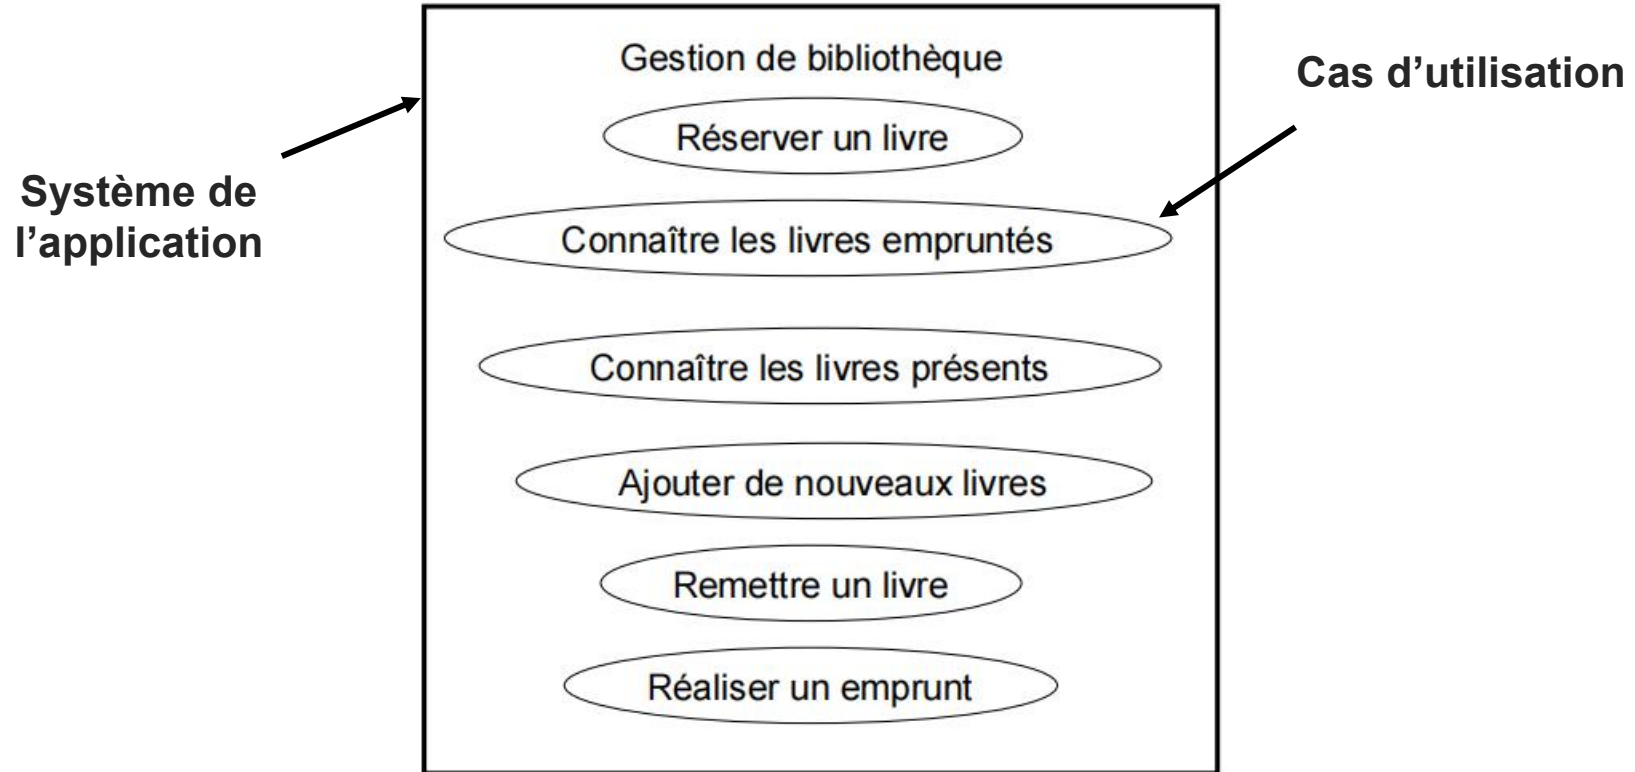 Gestion de bibliothèque
Cas d’utilisation
Réserver un livre
Système de
l’application
Connaître les livres empruntés
Connaître les livres présents
Ajouter de nouveaux livres
Remettre un livre
Réaliser un emprunt